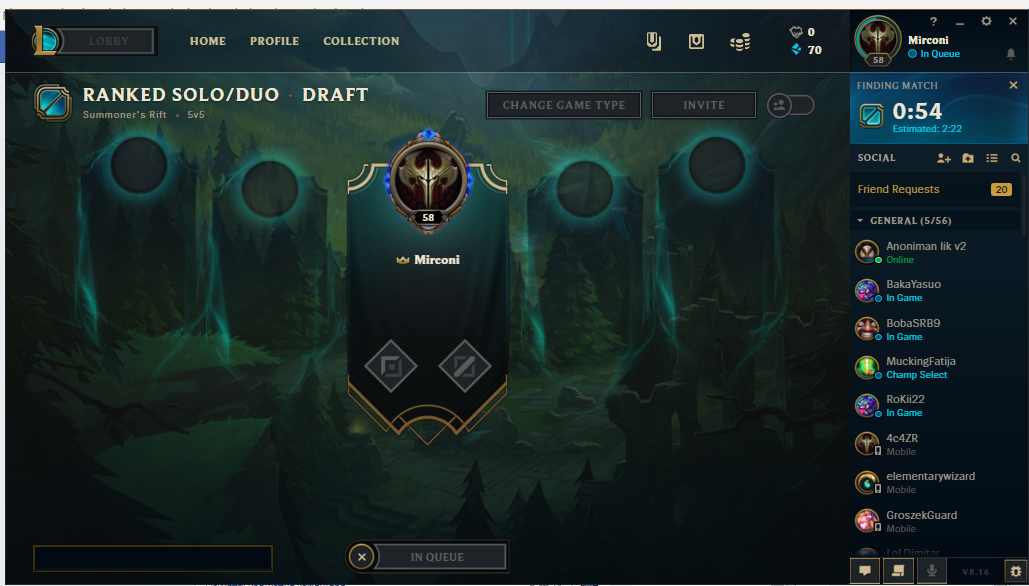 LOBBY
HOME
PROFILE
COLLECTION
0
70
?
Mirconi
In Queue
58
RANKED SOLO/DUO • DRAFT
Summoner's Rift • 5v5
CHANGE GAME TYPE
INVITE
FINDING MATCH
0:54
Estimated: 2:22
SOCIAL
Friend Requests
20
GENERAL (5/56)
58
Mirconi
Anoniman lik v2
Online
BakaYasuo
In Game
BobaSRB9
In Game
MuckingFatija
Champ Select
RoKii22
In Game
4c4ZR
Mobile
elementarywizard
Mobile
GroszekGuard
Mobile
Lol Dimitar
IN QUEUE
V8.16